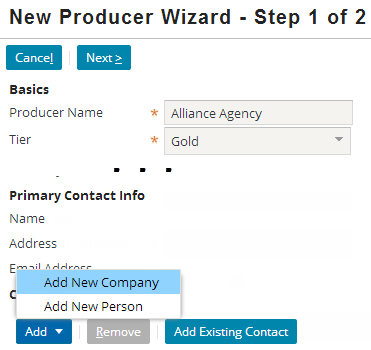 New Producer Wizard - Step 1 of 2
Cancel Next >
Basics
Producer Name * Alliance Agency
Tier * Gold
Primary Contact Info
Name
Address
Email Address
Add New Company
C
Add New Person
Add Remove Add Existing Contact